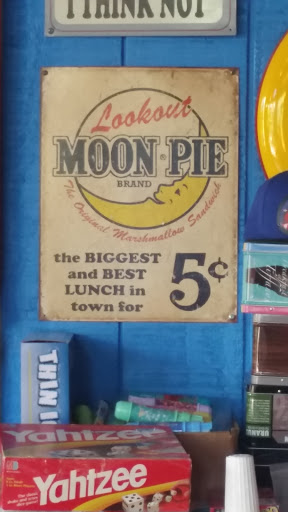 I THINK NOT
Lookout
MOON PIE
BRAND
The Original Marshmallow Sandwich
the BIGGEST
and BEST
LUNCH in
town for
5¢
THIN
Yahtzee
Yahtzee